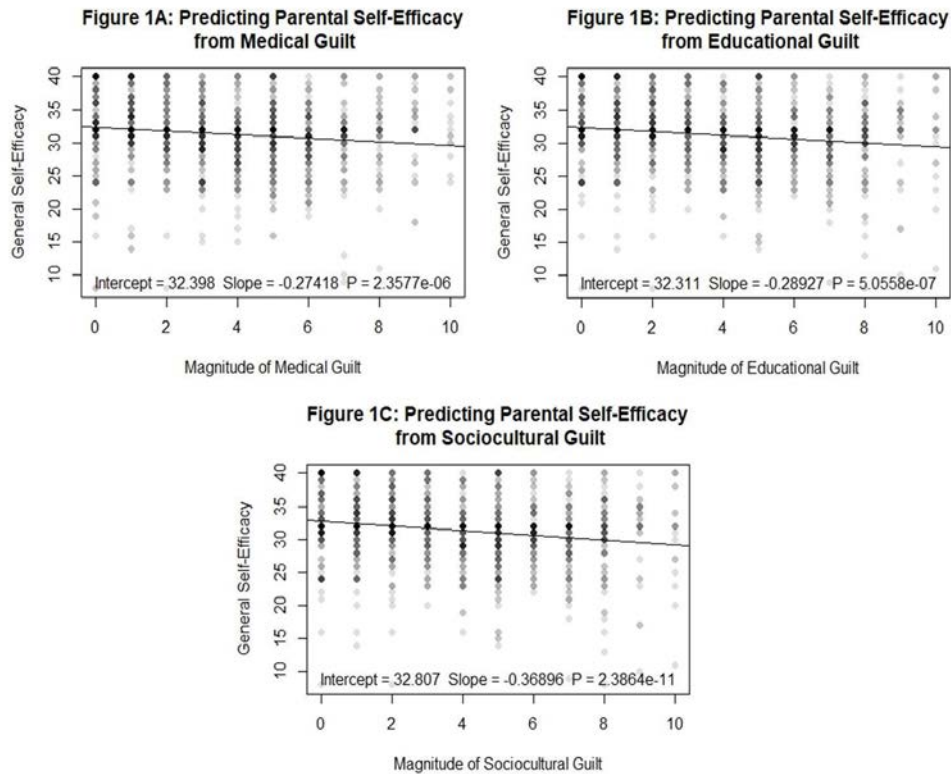 Figure 1A: Predicting Parental Self-Efficacy
from Medical Guilt
General Self-Efficacy
40
35
30
25
20
15
10
Intercept = 32.398 Slope = -0.27418 P = 2.3577e-06
0 2 4 6 8 10
Magnitude of Medical Guilt
Figure 1B: Predicting Parental Self-Efficacy
from Educational Guilt
General Self-Efficacy
40
35
30
25
20
15
10
Intercept = 32.311 Slope = -0.28927 P = 5.0558e-07
0 2 4 6 8 10
Magnitude of Educational Guilt
Figure 1C: Predicting Parental Self-Efficacy
from Sociocultural Guilt
General Self-Efficacy
40
35
30
25
20
15
10
Intercept = 32.807 Slope = -0.36896 P = 2.3864e-11
0 2 4 6 8 10
Magnitude of Sociocultural Guilt